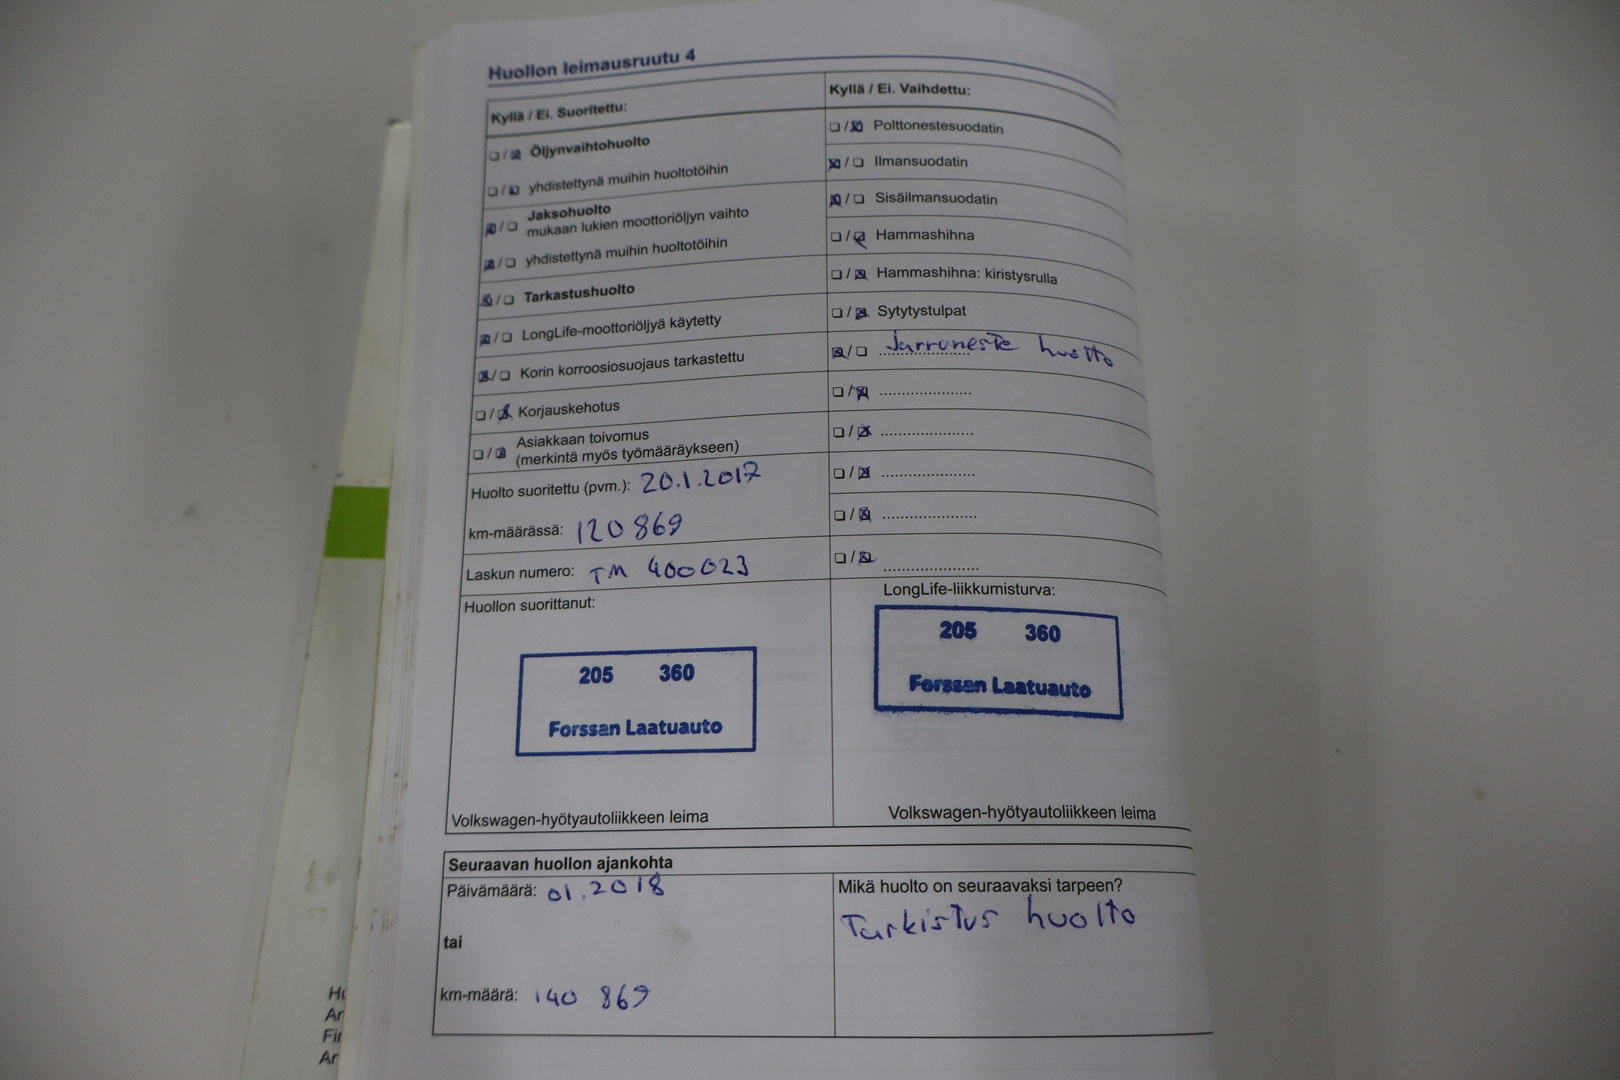 Huollon leimausruutu 4
Kyllä / Ei. Suoritettu:
☐/☒ Öljynvaihtohuolto
☐/☒ yhdistettynä muihin huoltotöihin
☒/☐ Jaksohuolto
mukaan lukien moottoriöljyn vaihto
☒/☐ yhdistettynä muihin huoltotöihin
☒/☐ Tarkastushuolto
☒/☐ LongLife-moottoriöljyä käytetty
☒/☐ Korin korroosiosuojaus tarkastettu
☐/☒ Korjauskehotus
☐/☒ Asiakkaan toivomus
(merkintä myös työmääräykseen)
Huolto suoritettu (pvm.): 20.1.2017
km-määrässä: 120 869
Laskun numero: TM 400023
Huollon suorittanut:
205 360
Forssan Laatuauto
Volkswagen-hyötyautoliikkeen leima
Kyllä / Ei. Vaihdettu:
☐/☒ Polttonestesuodatin
☒/☐ Ilmansuodatin
☒/☐ Sisäilmansuodatin
☐/☒ Hammashihna
☐/☒ Hammashihna: kiristysrulla
☐/☒ Sytytystulpat
☒/☐ Jarruneste huolto
☐/☒ .....................
☐/☒ .....................
☐/☒ .....................
☐/☒ .....................
☐/☒ .....................
LongLife-liikkumisturva:
205 360
Forssan Laatuauto
Volkswagen-hyötyautoliikkeen leima
Seuraavan huollon ajankohta
Päivämäärä: 01.2018
tai
km-määrä: 140 869
Mikä huolto on seuraavaksi tarpeen?
Tarkistus huolto
Ar
Fir
Ar